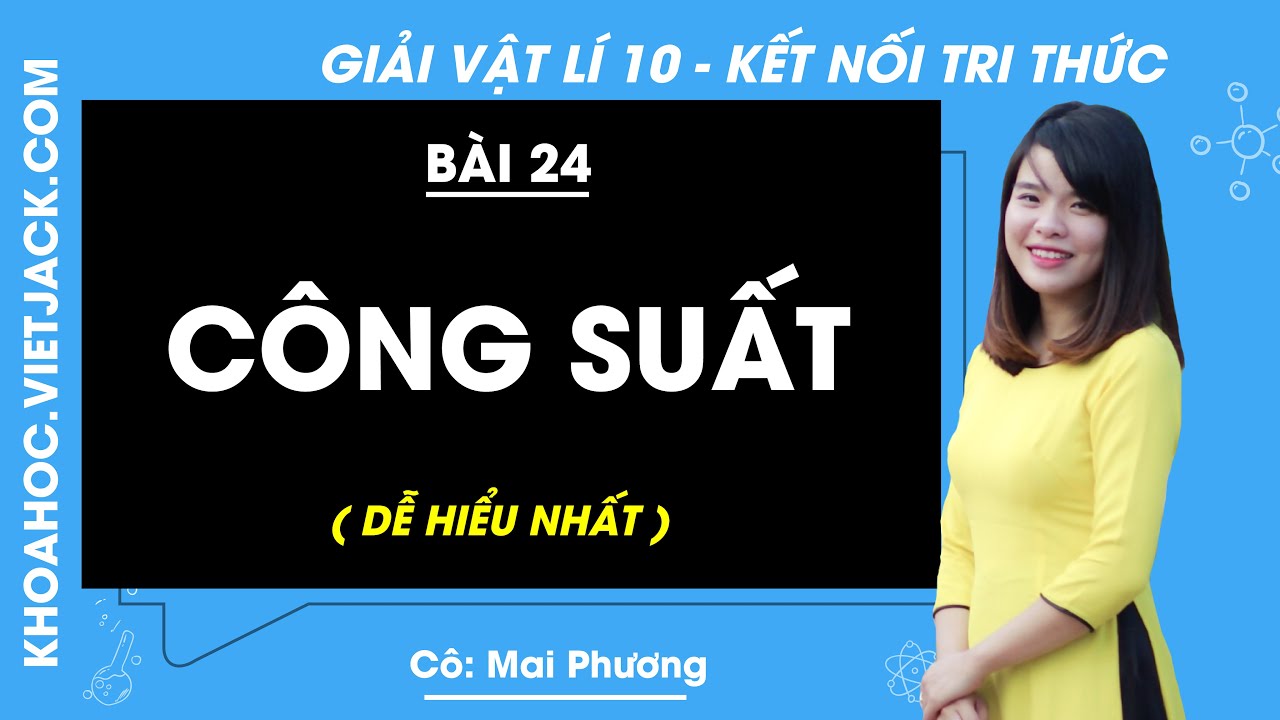 GIẢI VẬT LÍ 10 - KẾT NỐI TRI THỨC
KHOAHOC.VIETJACK.COM
BÀI 24
CÔNG SUẤT
( DỄ HIỂU NHẤT )
Cô: Mai Phương